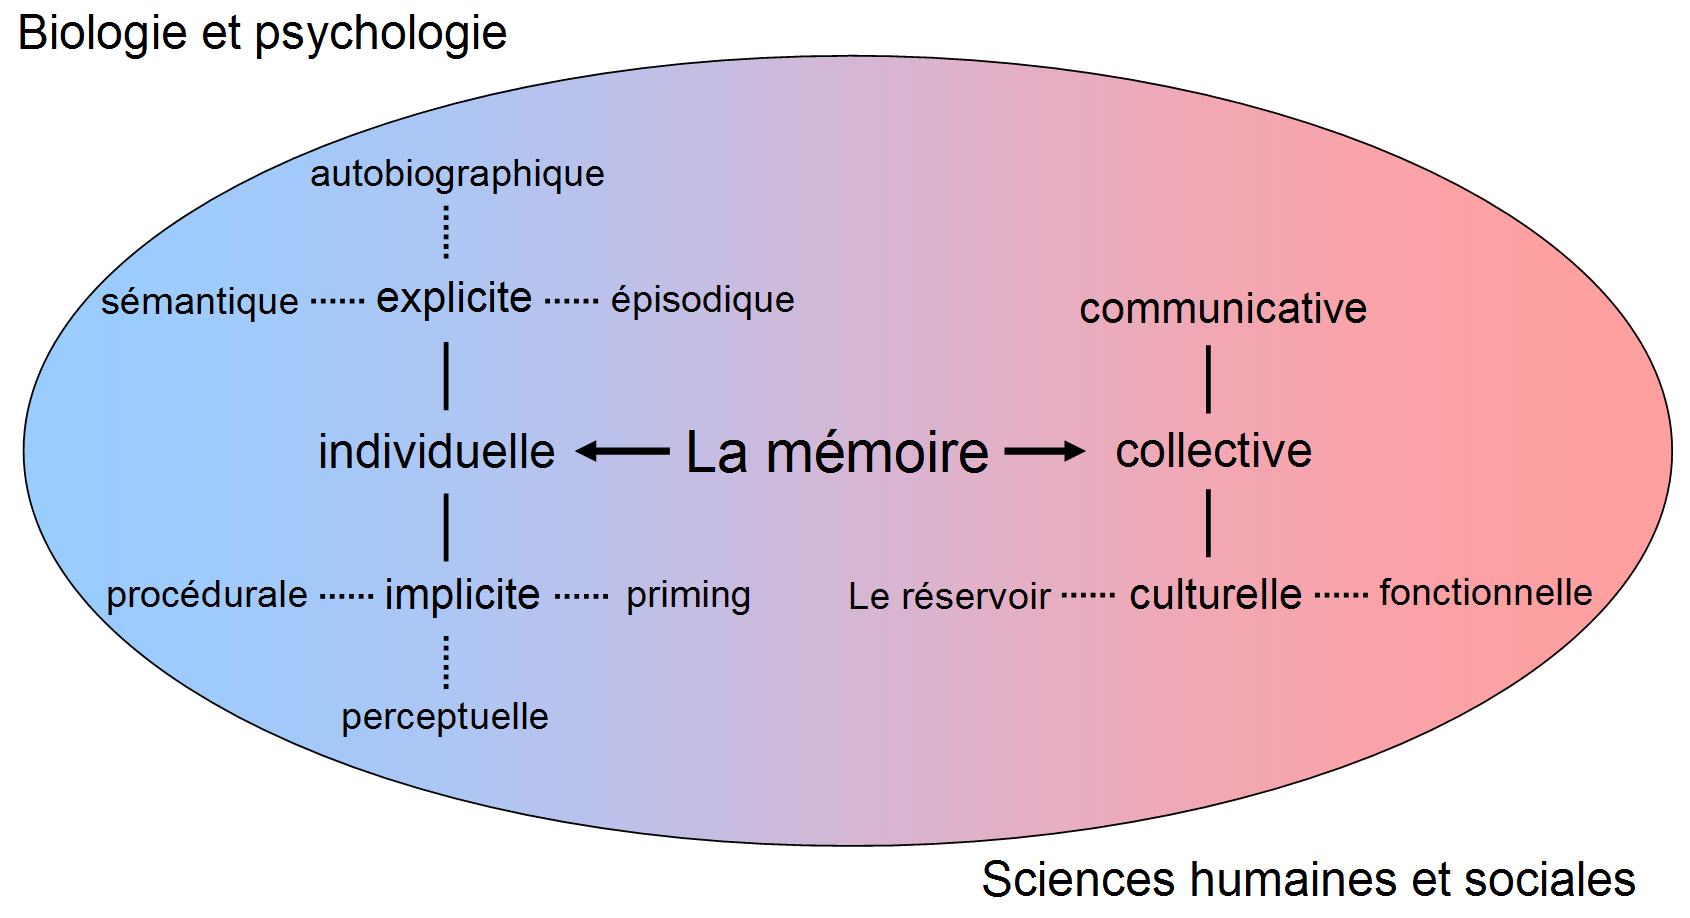 Biologie et psychologie
autobiographique
sémantique explicite épisodique
communicative
individuelle La mémoire collective
procédurale implicite priming Le réservoir culturelle fonctionnelle
perceptuelle
Sciences humaines et sociales